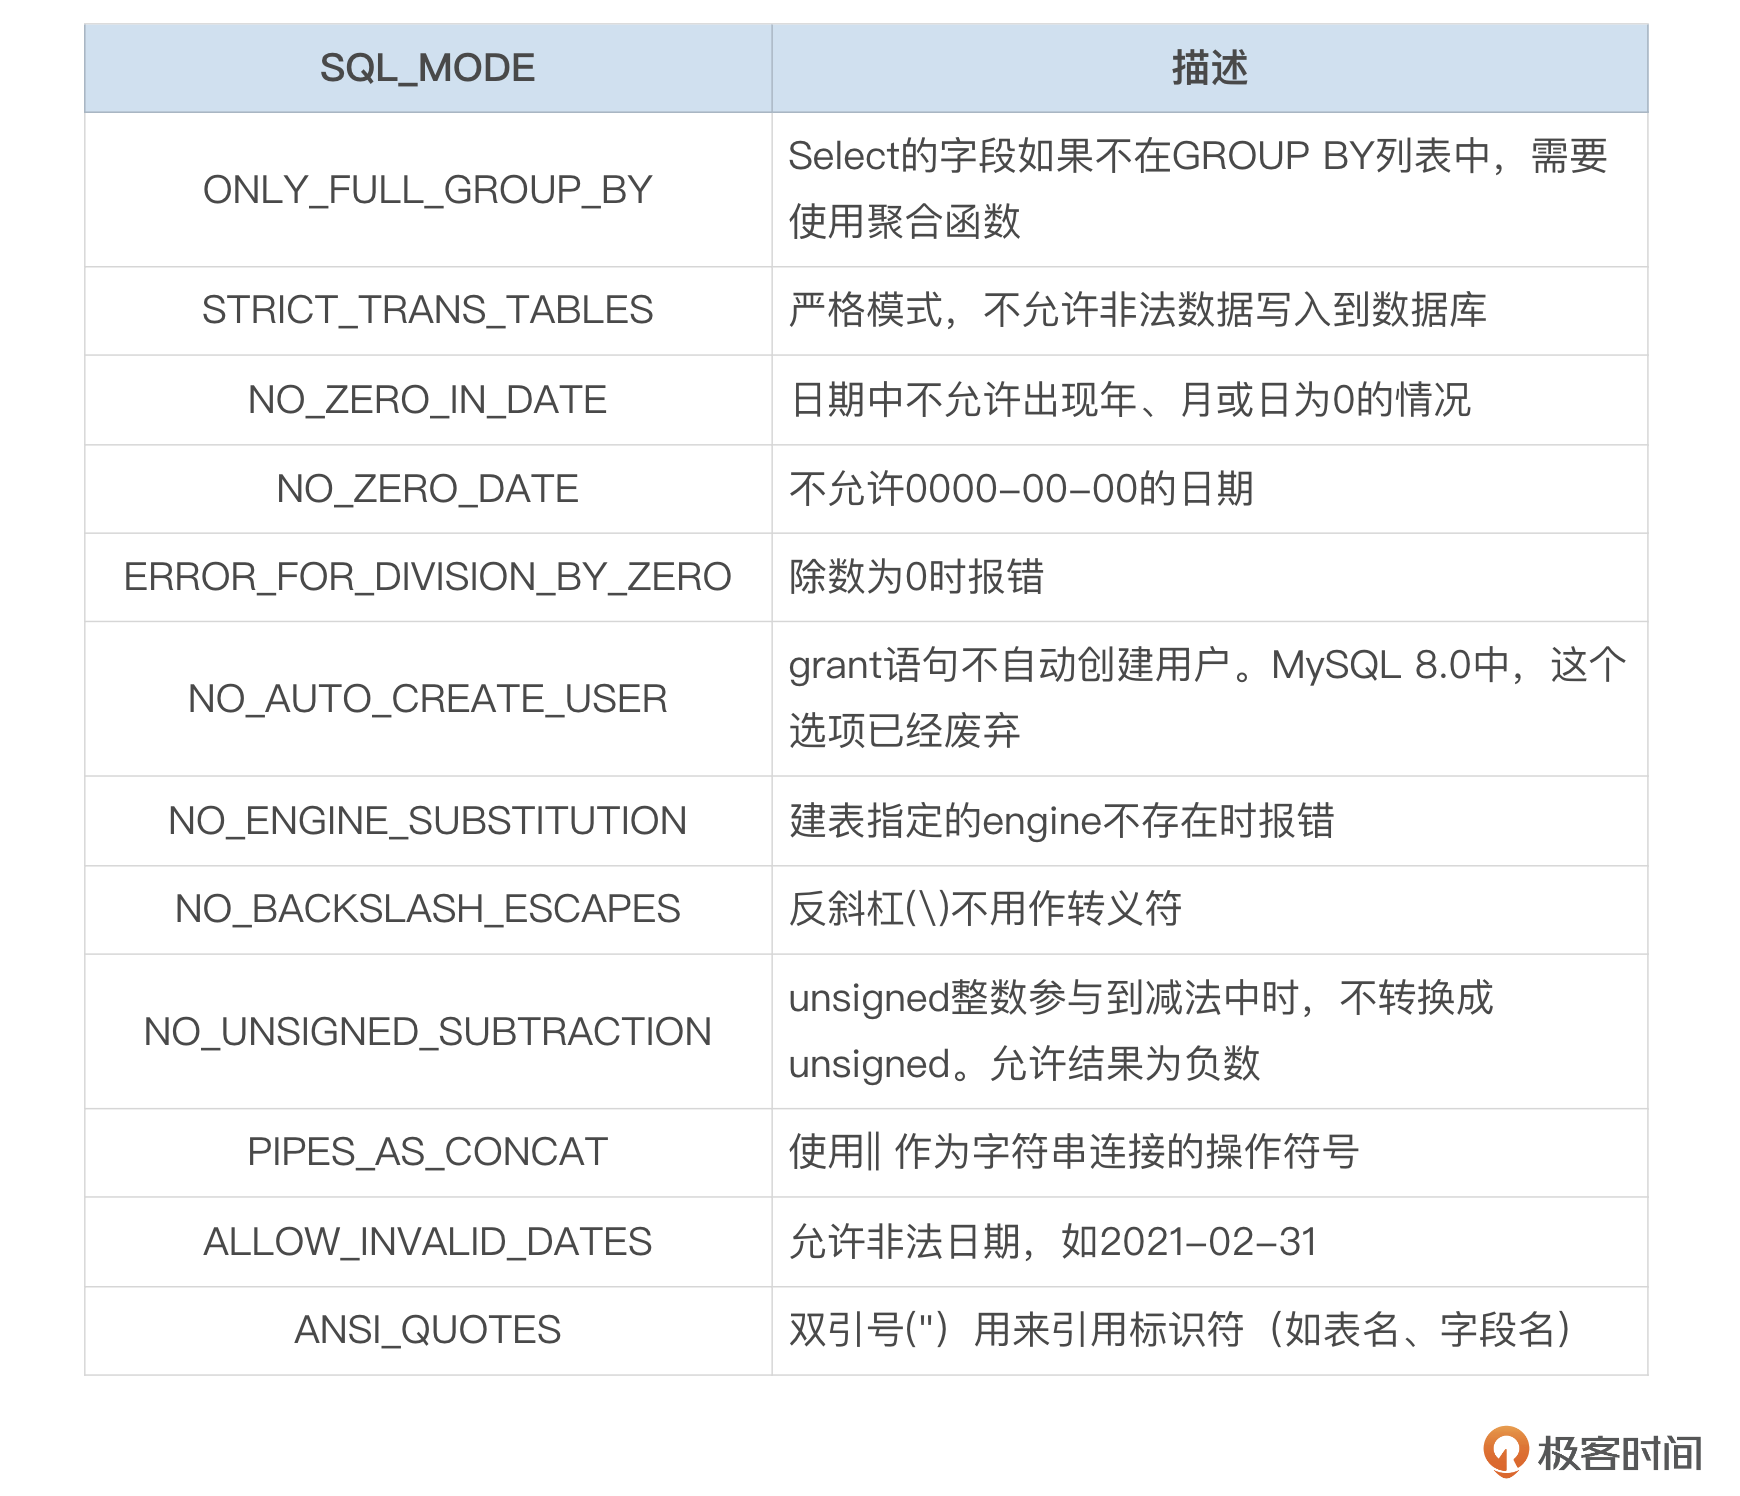 SQL_MODE
描述
ONLY_FULL_GROUP_BY
Select的字段如果不在GROUP BY列表中，需要
使用聚合函数
STRICT_TRANS_TABLES
严格模式，不允许非法数据写入到数据库
NO_ZERO_IN_DATE
日期中不允许出现年、月或日为0的情况
NO_ZERO_DATE
不允许0000-00-00的日期
ERROR_FOR_DIVISION_BY_ZERO
除数为0时报错
NO_AUTO_CREATE_USER
grant语句不自动创建用户。MySQL 8.0中，这个
选项已经废弃
NO_ENGINE_SUBSTITUTION
建表指定的engine不存在时报错
NO_BACKSLASH_ESCAPES
反斜杠(\)不用作转义符
NO_UNSIGNED_SUBTRACTION
unsigned整数参与到减法中时，不转换成
unsigned。允许结果为负数
PIPES_AS_CONCAT
使用|| 作为字符串连接的操作符号
ALLOW_INVALID_DATES
允许非法日期，如2021-02-31
ANSI_QUOTES
双引号(")用来引用标识符（如表名、字段名）
极客时间